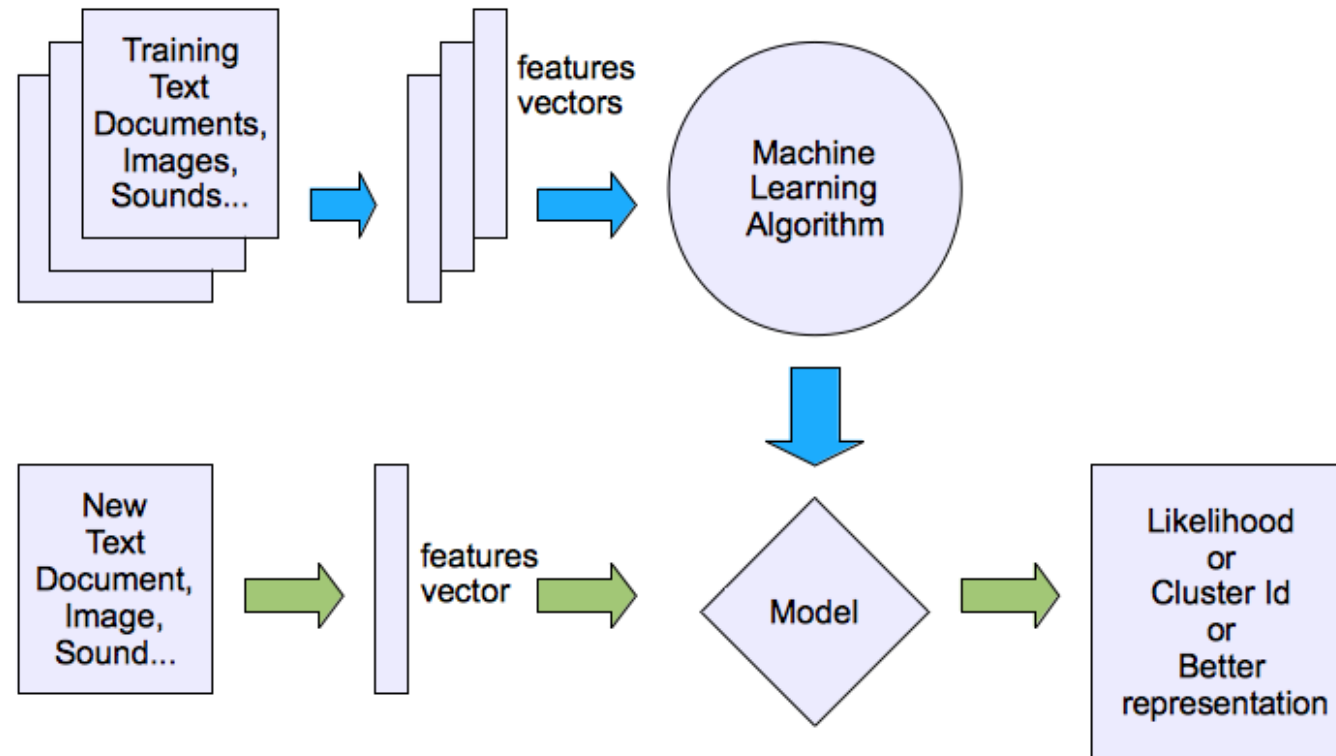 Training
Text
Documents,
Images,
Sounds...
features
vectors
Machine
Learning
Algorithm
New
Text
Document,
Image,
Sound...
features
vector
Model
Likelihood
or
Cluster Id
or
Better
representation